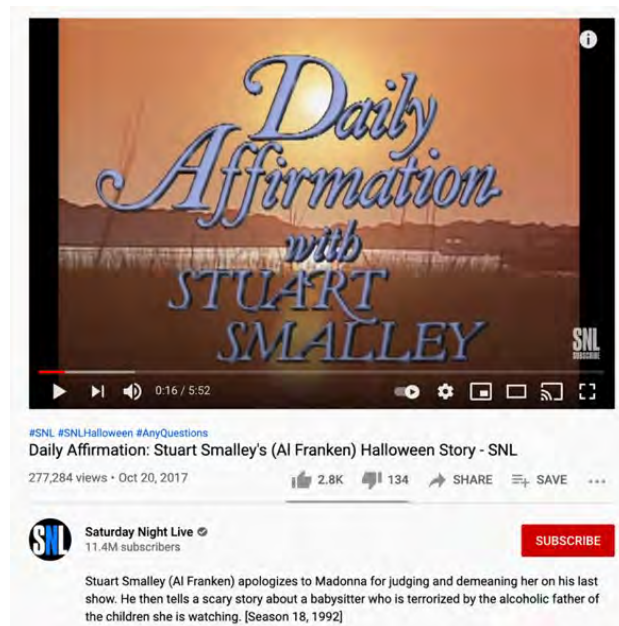 i
Daily
Affirmation
with
STUART
SMALLEY
SNL
SUBSCRIBE
0:16 / 5:52
#SNL #SNLHalloween #AnyQuestions
Daily Affirmation: Stuart Smalley's (Al Franken) Halloween Story - SNL
277,284 views • Oct 20, 2017 2.8K 134 SHARE SAVE
SNL Saturday Night Live
11.4M subscribers
SUBSCRIBE
Stuart Smalley (Al Franken) apologizes to Madonna for judging and demeaning her on his last
show. He then tells a scary story about a babysitter who is terrorized by the alcoholic father of
the children she is watching. [Season 18, 1992]